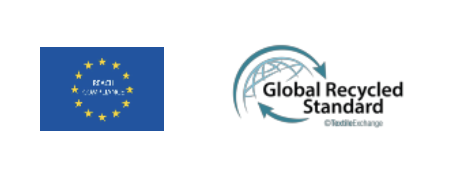 REACH
COMPLIANCE
Global Recycled
Standard
©TextileExchange